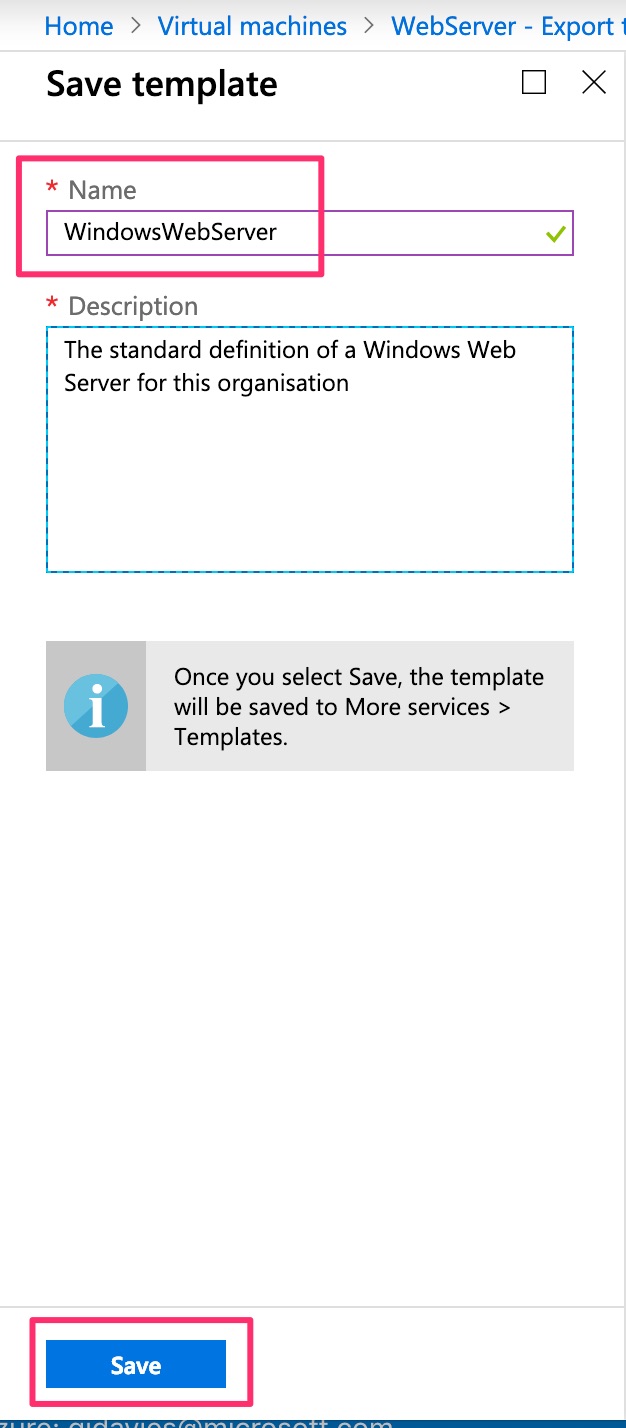 Home > Virtual machines > WebServer - Export
Save template
* Name
WindowsWebServer
* Description
The standard definition of a Windows Web
Server for this organisation
Once you select Save, the template
will be saved to More services >
Templates.
Save